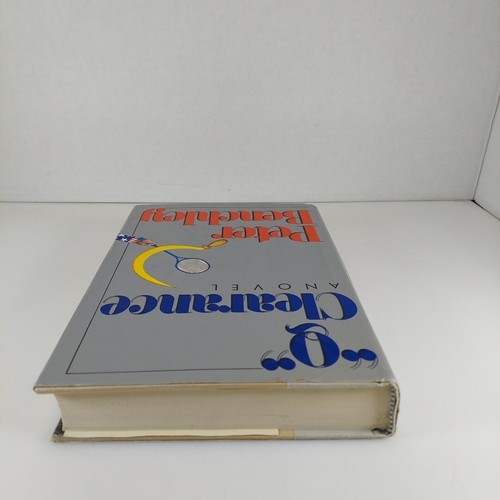 "Q"
Clearance
A NOVEL
Peter
Benchley